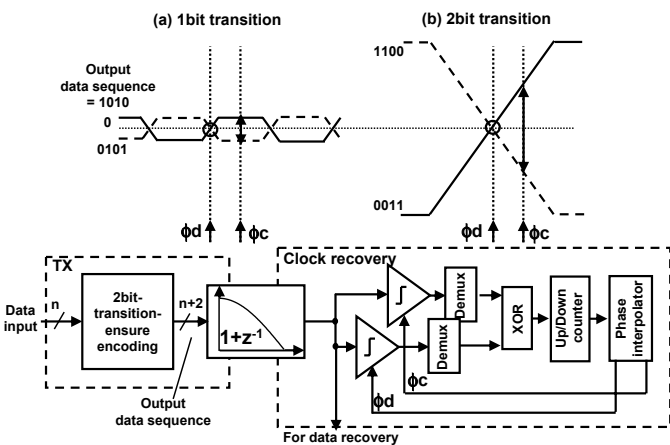 (a) 1bit transition
(b) 2bit transition
Output
data sequence
= 1010
0
0101
1100
0011
ϕd
ϕc
ϕd
ϕc
TX
Clock recovery
Data
input
n
2bit-
transition-
ensure
encoding
n+2
1+z-1
Demux
Demux
XOR
Up/Down
counter
Phase
interpolator
ϕc
ϕd
Output
data sequence
For data recovery